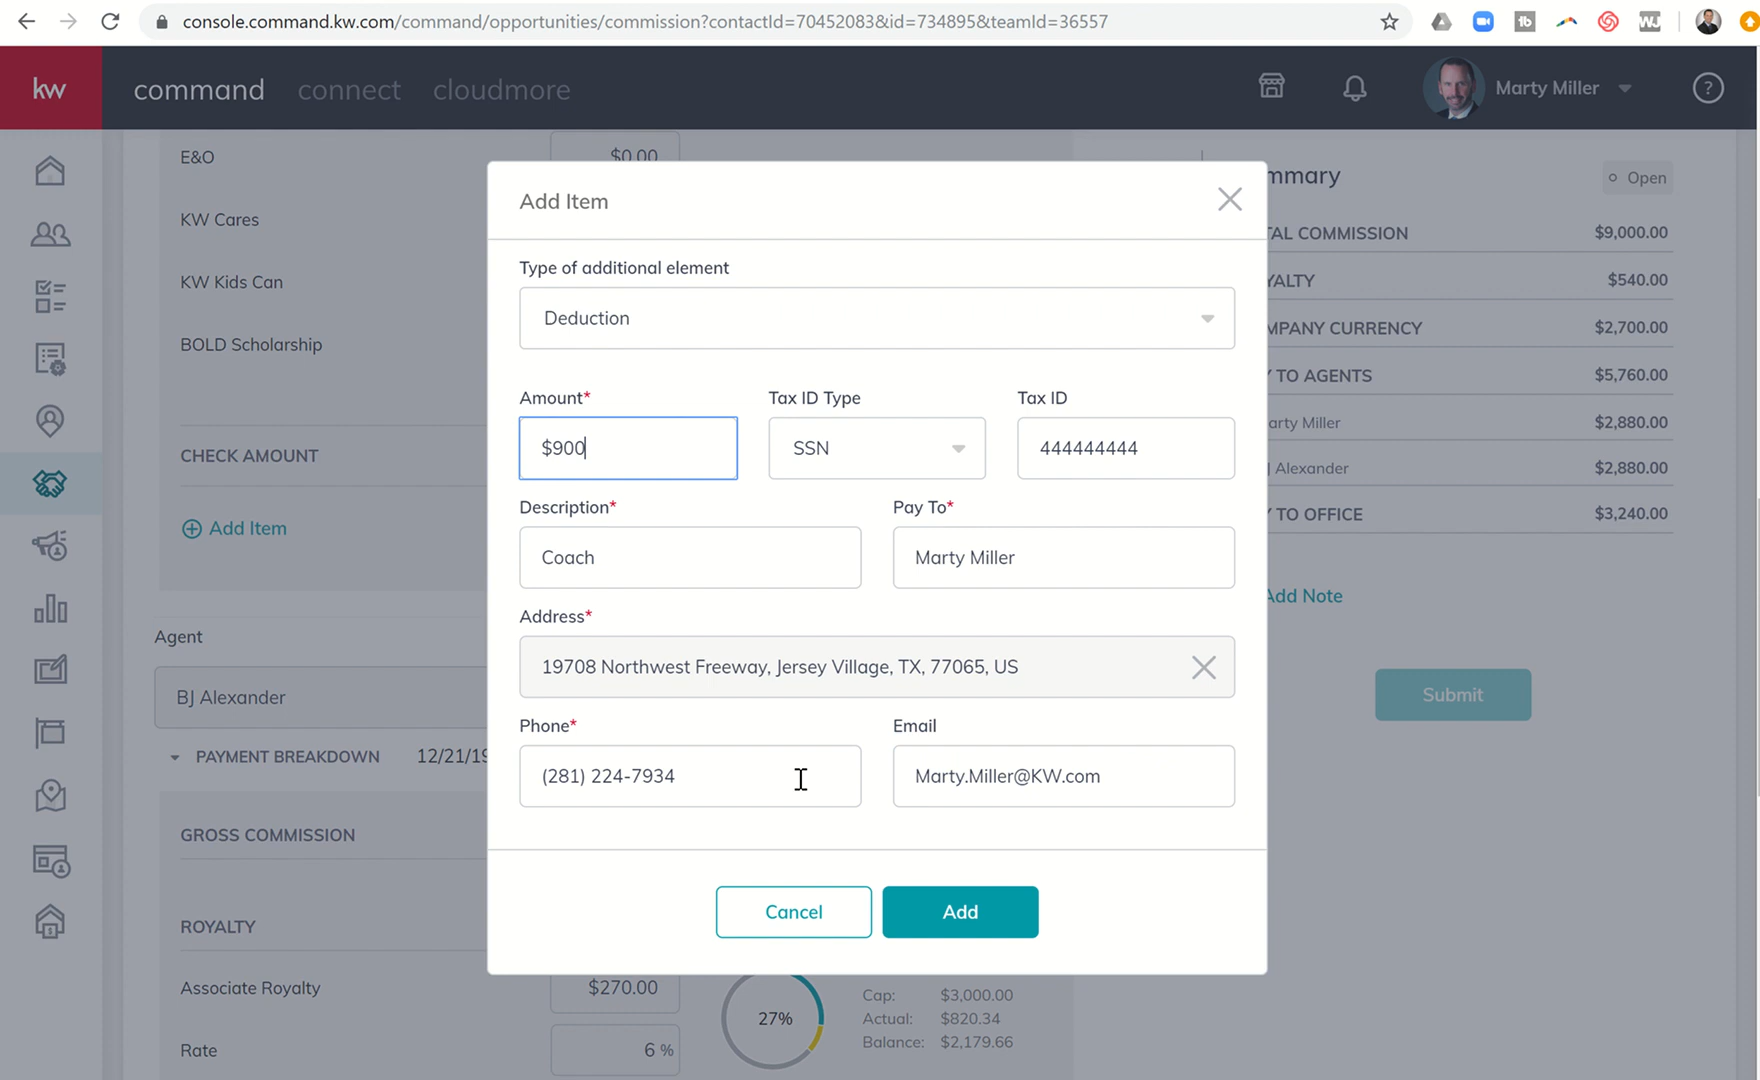 console.command.kw.com/command/opportunities/commission?contactId=70452083&id=734895&teamId=36557
tb
WJ
kw command connect cloudmore Marty Miller ?
E&O $0.00
KW Cares
KW Kids Can
BOLD Scholarship
CHECK AMOUNT
Add Item
Agent
BJ Alexander
PAYMENT BREAKDOWN 12/21/19
GROSS COMMISSION
ROYALTY
Associate Royalty $270.00
Rate 6 %
27%
Cap: $3,000.00
Actual: $820.34
Balance: $2,179.66
Add Item
Type of additional element
Deduction
Amount* Tax ID Type Tax ID
$900 SSN 444444444
Description* Pay To*
Coach Marty Miller
Address*
19708 Northwest Freeway, Jersey Village, TX, 77065, US
Phone* Email
(281) 224-7934 Marty.Miller@KW.com
Cancel Add
mmary Open
TAL COMMISSION $9,000.00
YALTY $540.00
MPANY CURRENCY $2,700.00
Y TO AGENTS $5,760.00
arty Miller $2,880.00
J Alexander $2,880.00
Y TO OFFICE $3,240.00
Add Note
Submit